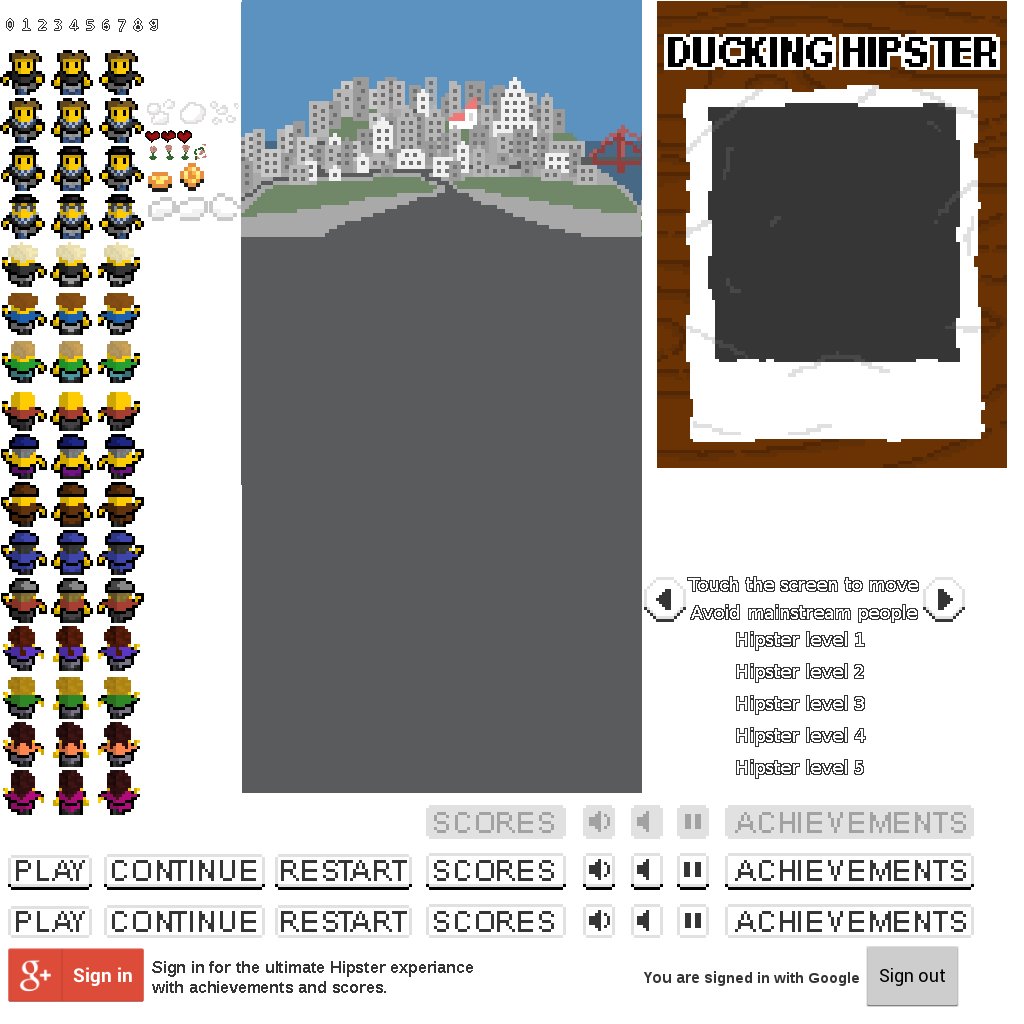 0 1 2 3 4 5 6 7 8 9
DUCKING HIPSTER
Touch the screen to move
Avoid mainstream people
Hipster level 1
Hipster level 2
Hipster level 3
Hipster level 4
Hipster level 5
SCORES ACHIEVEMENTS
PLAY CONTINUE RESTART SCORES ACHIEVEMENTS
PLAY CONTINUE RESTART SCORES ACHIEVEMENTS
g+ Sign in
Sign in for the ultimate Hipster experiance
with achievements and scores.
You are signed in with Google
Sign out